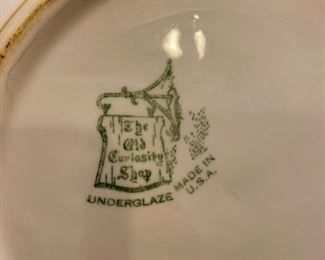 The
Old
Curiosity
Shop
UNDERGLAZE
MADE IN
U.S.A.